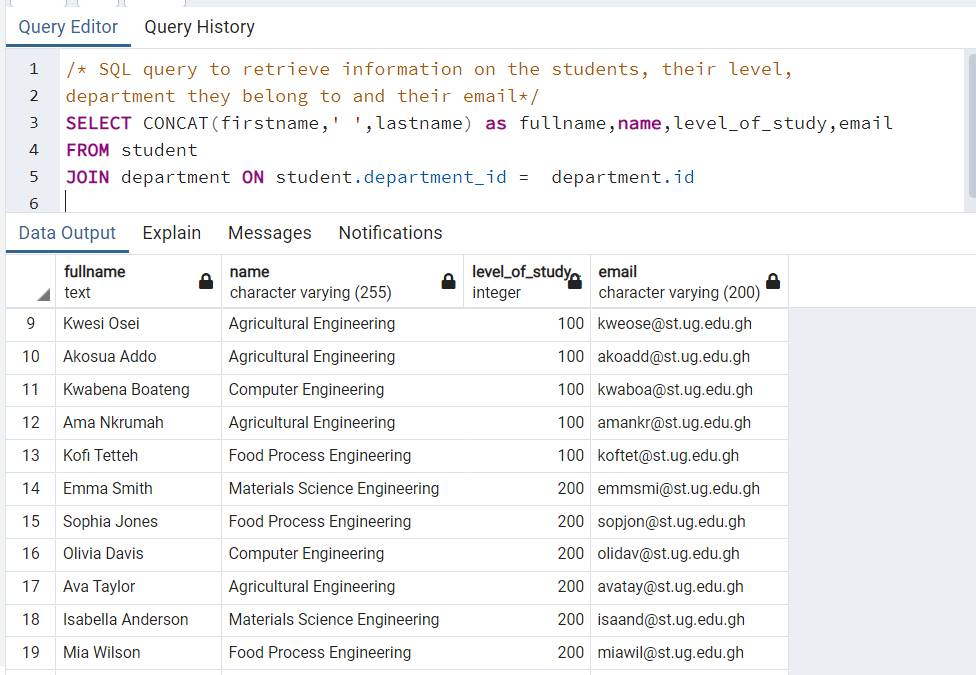 Query Editor Query History
1 /* SQL query to retrieve information on the students, their level,
2 department they belong to and their email*/
3 SELECT CONCAT(firstname,' ',lastname) as fullname,name,level_of_study,email
4 FROM student
5 JOIN department ON student.department_id =  department.id
6
Data Output Explain Messages Notifications
fullname name level_of_study email
text character varying (255) integer character varying (200)
9 Kwesi Osei Agricultural Engineering 100 kweose@st.ug.edu.gh
10 Akosua Addo Agricultural Engineering 100 akoadd@st.ug.edu.gh
11 Kwabena Boateng Computer Engineering 100 kwaboa@st.ug.edu.gh
12 Ama Nkrumah Agricultural Engineering 100 amankr@st.ug.edu.gh
13 Kofi Tetteh Food Process Engineering 100 koftet@st.ug.edu.gh
14 Emma Smith Materials Science Engineering 200 emmsmi@st.ug.edu.gh
15 Sophia Jones Food Process Engineering 200 sopjon@st.ug.edu.gh
16 Olivia Davis Computer Engineering 200 olidav@st.ug.edu.gh
17 Ava Taylor Agricultural Engineering 200 avatay@st.ug.edu.gh
18 Isabella Anderson Materials Science Engineering 200 isaand@st.ug.edu.gh
19 Mia Wilson Food Process Engineering 200 miawil@st.ug.edu.gh